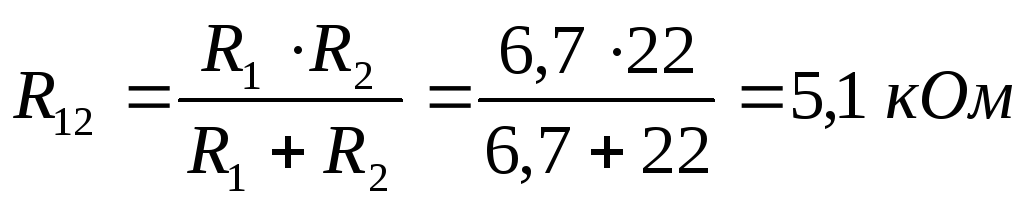 R₁₂ = (R₁ · R₂) / (R₁ + R₂) = (6,7 · 22) / (6,7 + 22) = 5,1 кОм